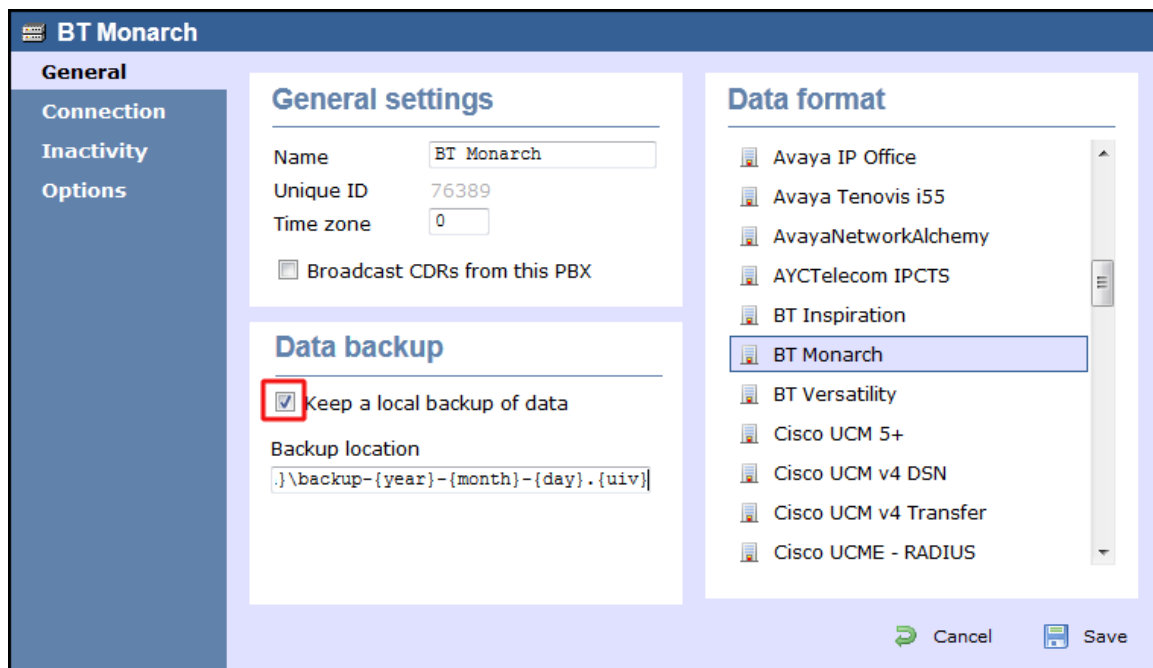 BT Monarch
General
Connection
Inactivity
Options
General settings
Name BT Monarch
Unique ID 76389
Time zone 0
Broadcast CDRs from this PBX
Data backup
Keep a local backup of data
Backup location
.}\backup-{year}-{month}-{day}.{uiv}
Data format
Avaya IP Office
Avaya Tenovis i55
AvayaNetworkAlchemy
AYCTelecom IPCTS
BT Inspiration
BT Monarch
BT Versatility
Cisco UCM 5+
Cisco UCM v4 DSN
Cisco UCM v4 Transfer
Cisco UCME - RADIUS
Cancel Save